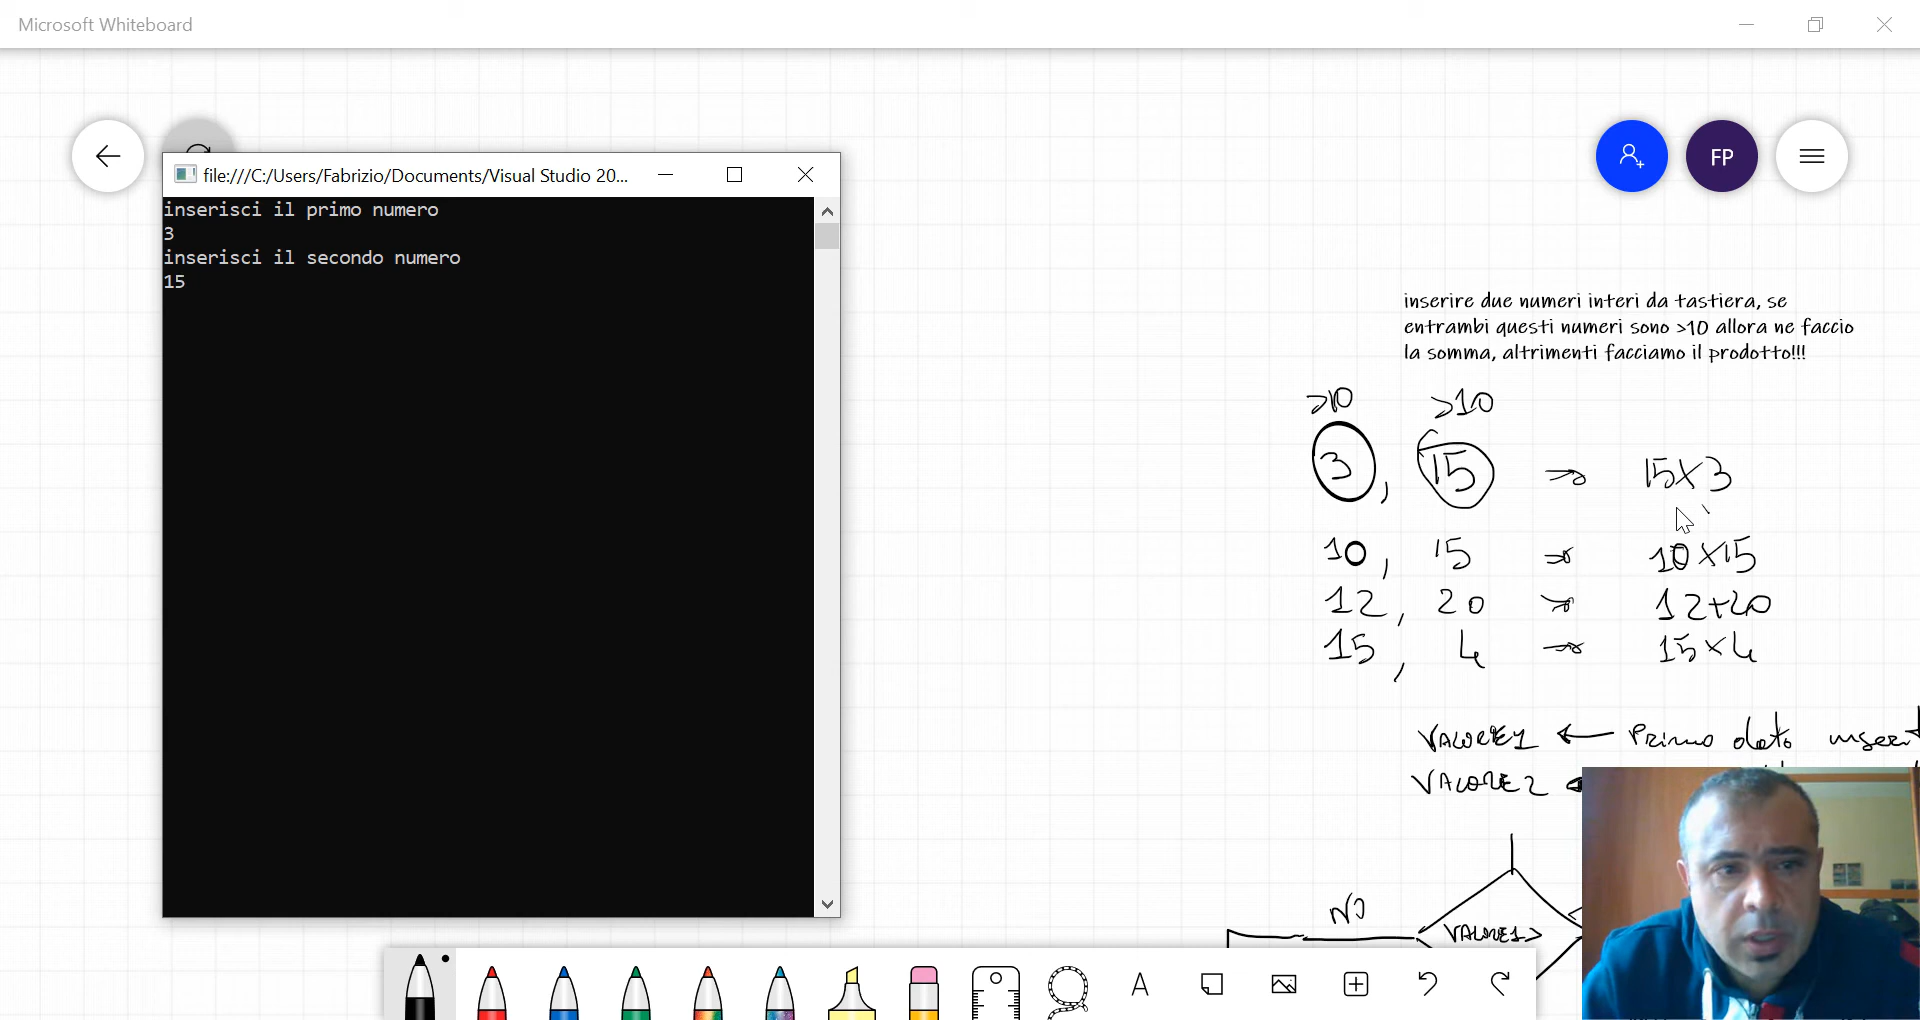 Microsoft Whiteboard
FP
file:///C:/Users/Fabrizio/Documents/Visual Studio 20...
inserisci il primo numero
3
inserisci il secondo numero
15
inserire due numeri interi da tastiera, se
entrambi questi numeri sono >10 allora ne faccio
la somma, altrimenti facciamo il prodotto!!!
>10 >10
3, 15 ⇒ 15x3
10, 15 ⇒ 10x15
12, 20 ⇒ 12+20
15, 4 ⇒ 15x4
VALORE1 ← Primo dato inserit
VALORE2 ←
NO
VALORE1>
A